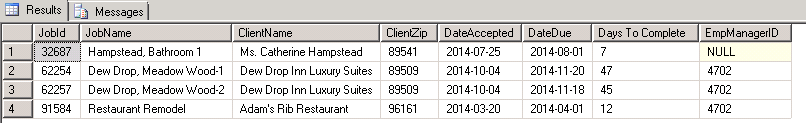 Results Messages
JobId JobName ClientName ClientZip DateAccepted DateDue Days To Complete EmpManagerID
1 32687 Hampstead, Bathroom 1 Ms. Catherine Hampstead 89541 2014-07-25 2014-08-01 7 NULL
2 62254 Dew Drop, Meadow Wood-1 Dew Drop Inn Luxury Suites 89509 2014-10-04 2014-11-20 47 4702
3 62257 Dew Drop, Meadow Wood-2 Dew Drop Inn Luxury Suites 89509 2014-10-04 2014-11-18 45 4702
4 91584 Restaurant Remodel Adam's Rib Restaurant 96161 2014-03-20 2014-04-01 12 4702